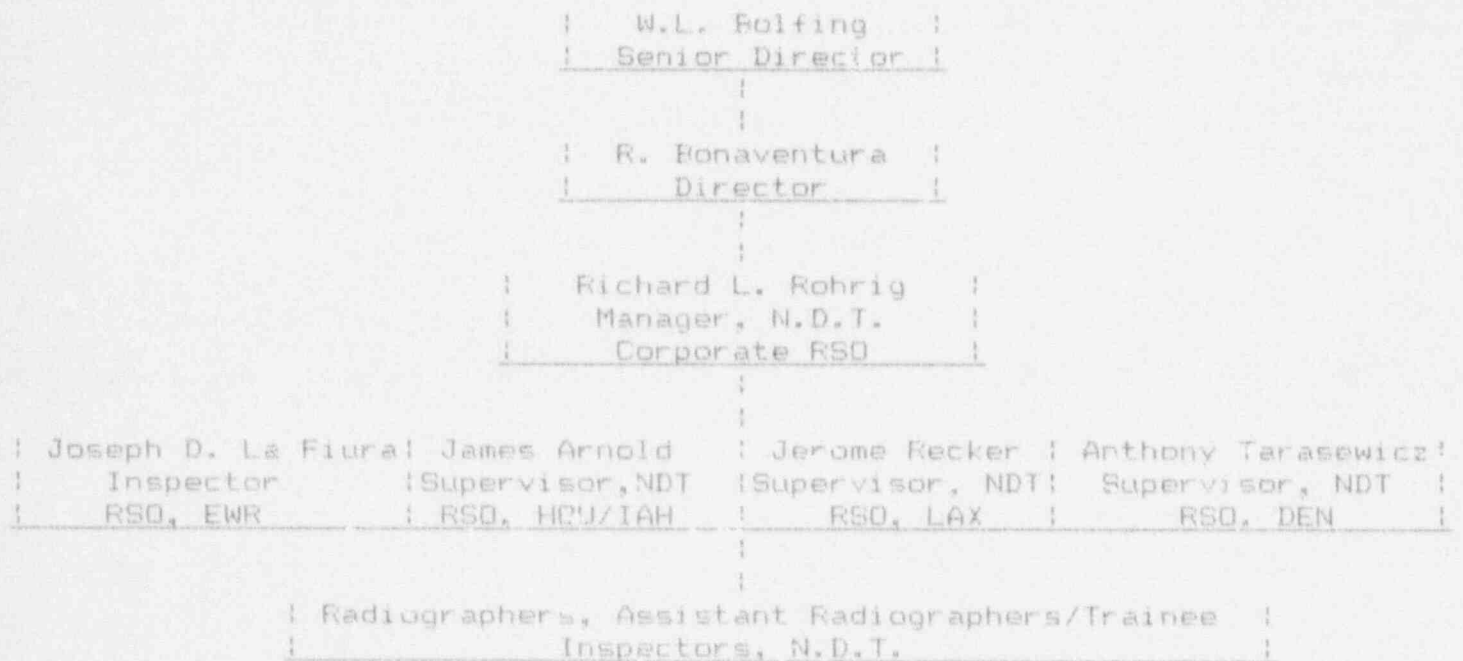 W.L. Bolfing
Senior Director
R. Bonaventura
Director
Richard L. Rohrig
Manager, N.D.T.
Corporate RSO
Joseph D. La Fiura James Arnold Jerome Recker Anthony Tarasewicz
Inspector Supervisor,NDT Supervisor, NDT Supervisor, NDT
RSO, EWR RSO, HOU/IAH RSO, LAX RSO, DEN
Radiographers, Assistant Radiographers/Trainee
Inspectors, N.D.T.